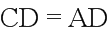 CD = AD